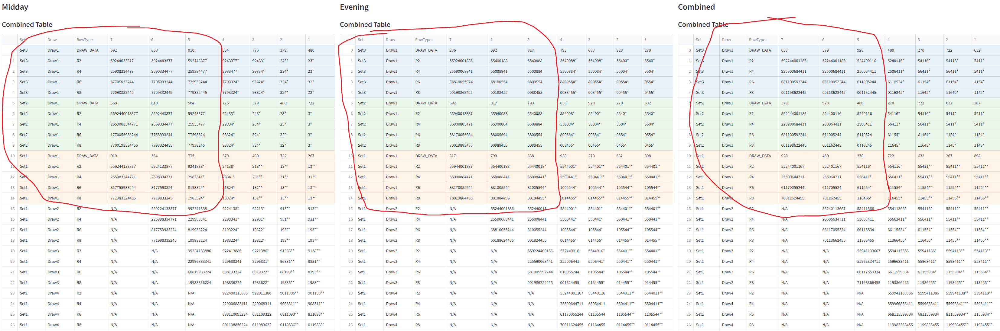 Midday Evening Combined
Combined Table Combined Table Combined Table
Set Draw RowType 7 6 5 4 3 2 1 Set Draw RowType 7 6 5 4 3 2 1 Set Draw RowType 7 6 5 4 3 2 1
0 Set3 Draw1 DRAW_DATA 692 668 010 564 775 379 480 0 Set3 Draw1 DRAW_DATA 236 692 317 793 638 928 270 0 Set3 Draw1 DRAW_DATA 638 379 928 480 270 722 632
1 Set3 Draw1 R2 59244033877 5924403377 592443377 9243377* 92433* 243* 23* 1 Set3 Draw1 R2 55924001886 55400188 5540088 5540088* 554008* 55400* 5540* 1 Set3 Draw1 R2 592244001186 52244001186 524400116 5240116* 54116* 54116* 5411*
2 Set3 Draw1 R4 25908334477 2590334477 259334477 2933477* 29334* 234* 23* 2 Set3 Draw1 R4 25590068841 55008841 5500884 5500884* 550084* 55004* 5504* 2 Set3 Draw1 R4 225900684411 22500684411 250064411 2506411* 56411* 56411* 5411*
3 Set3 Draw1 R6 87705933244 7705933244 775933244 7793324* 93324* 324* 32* 3 Set3 Draw1 R6 68810055924 88100554 8800554 8800554* 800554* 00554* 0554* 3 Set3 Draw1 R6 681100592244 68110052244 611005244 6110524* 61154* 61154* 1154*
4 Set3 Draw1 R8 77098332445 7709332445 779332445 7793324* 93324* 324* 32* 4 Set3 Draw1 R8 00198862455 00188455 0088455 0088455* 008455* 00455* 0455* 4 Set3 Draw1 R8 001198622445 00118622445 001162445 0116245* 11645* 11645* 1145*
5 Set2 Draw1 DRAW_DATA 668 010 564 775 379 480 722 5 Set2 Draw1 DRAW_DATA 692 317 793 638 928 270 632 5 Set2 Draw1 DRAW_DATA 379 928 480 270 722 632 267
6 Set2 Draw1 R2 5592440013377 5592443377 59243377 92433* 243* 23* 3* 6 Set2 Draw1 R2 55940013887 55940088 5540088 554008* 55400* 5540* 5540* 6 Set2 Draw1 R2 592244001186 524400116 5240116 54116* 54116* 5411* 5411*
7 Set2 Draw1 R4 2559003344771 2559334477 25933477 29334* 234* 23* 3* 7 Set2 Draw1 R4 55900883471 55900884 5500884 550084* 55004* 5504* 5504* Set2 Draw1 R4 225900684411 250064411 2506411 56411* 56411* 5411* 5411*
8 Set2 Draw1 R6 1770055933244 7755933244 77593324 93324* 324* 32* 3* 8 Set2 Draw1 R6 88170055934 88005594 8800554 800554* 00554* 0554* 0554* 8 Set2 Draw1 R6 681100592244 611005244 6110524 61154* 61154* 1154* 1154*
9 Set2 Draw1 R8 7700193324455 7793324455 77933245 93324* 324* 32* 3* Set2 Draw1 R8 70019883455 00988455 0088455 008455* 00455* 0455* 0455* 9 Set2 Draw1 R8 001198622445 001162445 0116245 11645* 11645* 1145* 1145*
10 Set1 Draw1 DRAW_DATA 010 564 775 379 480 722 267 10 Set1 Draw1 DRAW_DATA 317 793 638 928 270 632 898 10 Set1 Draw1 DRAW_DATA 928 480 270 722 632 267 898
11 Set1 Draw1 R2 559244133877 5924133877 9241338* 24138* 213** 13** 13** 11 Set1 Draw1 R2 55944001887 554400188 55440018* 5544001* 554401** 554401** 554401** 11 Set1 Draw1 R2 55244001167 552401167 554116* 554116* 55411** 55411** 55411**
12 Set1 Draw1 R4 255983344771 2598334771 2983341* 28341* 231** 31** 31** 12 Set1 Draw1 R4 55900884471 550088441 55008441* 5500441* 550441** 550441** 550441** 12 Set1 Draw1 R4 25500644711 255064711 556411* 556411* 55411** 55411** 55411**
13 Set1 Draw1 R6 817755933244 8177593324 8193324* 81324* 132** 13** 13** 13 Set1 Draw1 R6 88170055944 881005544 81005544* 1005544* 105544** 105544** 105544** 13 Set1 Draw1 R6 61170055244 611705524 611554* 611554* 11554** 11554** 11554**
14 Set1 Draw1 R8 771983324455 7719833245 1983324* 18324* 132** 13** 13** 14 Set1 Draw1 R8 70019884455 001884455 00184455* 0014455* 014455** 014455** 014455** 14 Set1 Draw1 R8 70011624455 701162455 116455* 116455* 11455** 11455** 11455**
15 Set1 Draw2 R2 N/A 599224133877 992241338 9224138* 92213* 913** 913** 15 Set1 Draw2 R2 N/A 55244001886 552440018 5544001* 554401* 554401** 554401** 15 Set1 Draw2 R2 N/A 55240113667 55411366 55411366* 554116* 55411** 55411**
16 Set1 Draw2 R4 N/A 225998334771 229983341 2298341* 22931* 931** 931** 16 Set1 Draw2 R4 N/A 25500688441 255008441 5500441* 550441* 550441** 550441** 16 Set1 Draw2 R4 N/A 25506634711 55663411 55663411* 556411* 55411** 55411**
17 Set1 Draw2 R6 N/A 817759933224 819933224 8193224* 19322* 193** 193** 17 Set1 Draw2 R6 N/A 68810055244 810055244 1005544* 105544* 105544** 105544** 17 Set1 Draw2 R6 N/A 66117055324 66115534 66115534* 611554* 11554** 11554**
18 Set1 Draw2 R8 N/A 771998332245 199833224 1983224* 19322* 193** 193** 18 Set1 Draw2 R8 N/A 00188624455 001824455 0014455* 014455* 014455** 014455** 18 Set1 Draw2 R8 N/A 70113662455 11366455 11366455* 116455* 11455** 11455**
19 Set1 Draw3 R2 N/A N/A 99224133886 922413886 9221386* 91386** 9138** 19 Set1 Draw3 R2 N/A N/A 559224400186 552440016 5544016* 554401** 554401** 19 Set1 Draw3 R2 N/A N/A 55941133667 5594113366 55941136* 5594113** 554113**
20 Set1 Draw3 R4 N/A N/A 22996883341 229688341 2296831* 96831** 9831** 20 Set1 Draw3 R4 N/A N/A 225590068441 255006441 5506441* 550441** 550441** 20 Set1 Draw3 R4 N/A N/A 55966334711 5596633411 55963411* 5593411** 553411**
21 Set1 Draw3 R6 N/A N/A 68819933224 688193224 6819322* 68193** 8193** 21 Set1 Draw3 R6 N/A N/A 681005592244 610055244 6105544* 105544** 105544** 21 Set1 Draw3 R6 N/A N/A 66117559334 6611559334 61155934* 1155934** 115534**
22 Set1 Draw3 R8 N/A N/A 19988336224 198836224 1983622* 19836** 1983** 22 Set1 Draw3 R8 N/A N/A 001986224455 001624455 0164455* 014455** 014455** 22 Set1 Draw3 R8 N/A N/A 71193366455 1193366455 11936455* 1193455** 113455**
23 Set1 Draw4 R2 N/A N/A N/A 922400113886 922011386 9011386** 901138** 23 Set1 Draw4 R2 N/A N/A N/A 55244001167 55440116 5544011** 5544011** 23 Set1 Draw4 R2 N/A N/A N/A 559941133866 5599411386 559941138** 5594113**
24 Set1 Draw4 R4 N/A N/A N/A 229006883411 229068311 9068311** 908311** 24 Set1 Draw4 R4 N/A N/A N/A 25500644711 55064411 5504411** 5504411** 24 Set1 Draw4 R4 N/A N/A N/A 559966833411 5599683411 559983411** 5593411**
25 Set1 Draw4 R6 N/A N/A N/A 688110093224 681109322 6811093** 811093** 25 Set1 Draw4 R6 N/A N/A N/A 61170055244 61105544 1105544** 1105544** 25 Set1 Draw4 R6 N/A N/A N/A 668115599334 6811559934 811559934** 1155934**
26 Set1 Draw4 R8 N/A N/A N/A 001198836224 011983622 0119836** 011983** 26 Set1 Draw4 R8 N/A N/A N/A 70011624455 01164455 0114455** 0114455** 26 Set1 Draw4 R8 N/A N/A N/A 119983366455 1199836455 119983455** 1193455**